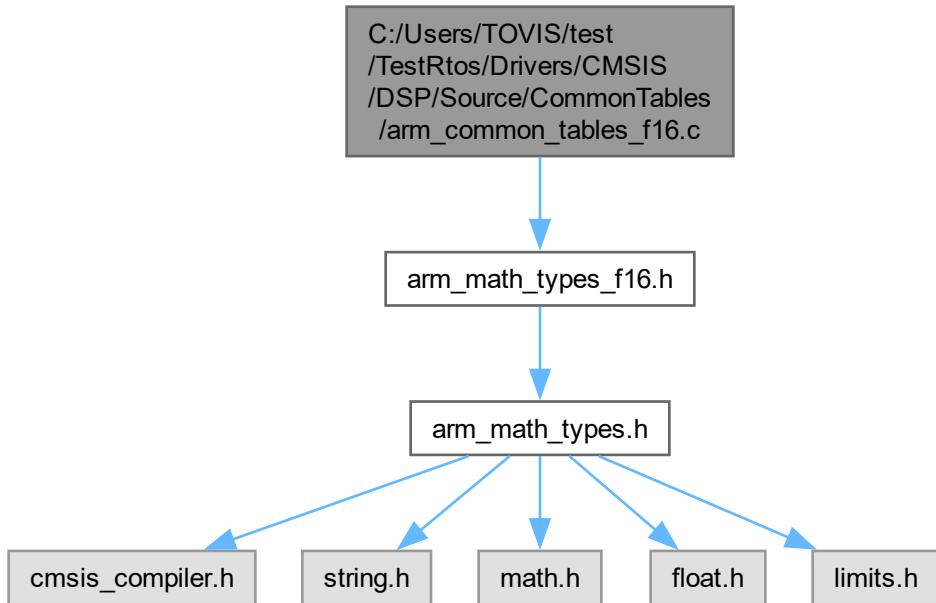 C:/Users/TOVIS/test
/TestRtos/Drivers/CMSIS
/DSP/Source/CommonTables
/arm_common_tables_f16.c
arm_math_types_f16.h
arm_math_types.h
cmsis_compiler.h
string.h
math.h
float.h
limits.h